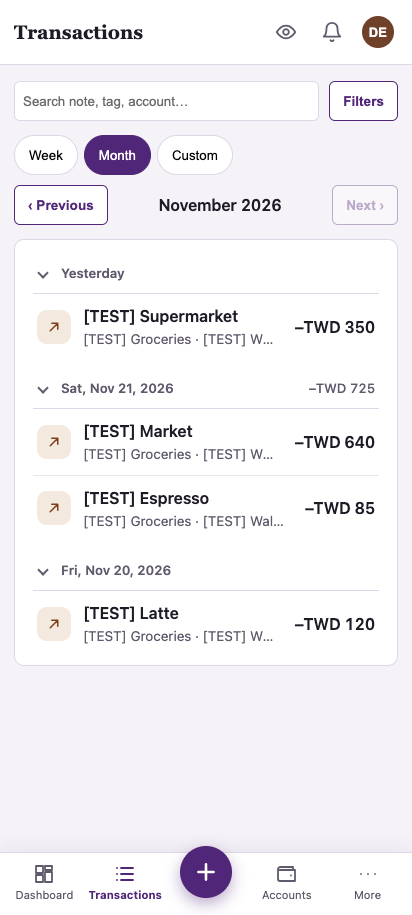 Transactions
DE
Search note, tag, account…
Filters
Week
Month
Custom
‹ Previous
November 2026
Next ›
Yesterday
[TEST] Supermarket
–TWD 350
[TEST] Groceries · [TEST] W…
Sat, Nov 21, 2026
–TWD 725
[TEST] Market
–TWD 640
[TEST] Groceries · [TEST] W…
[TEST] Espresso
–TWD 85
[TEST] Groceries · [TEST] Wal…
Fri, Nov 20, 2026
[TEST] Latte
–TWD 120
[TEST] Groceries · [TEST] W…
Dashboard
Transactions
Accounts
More